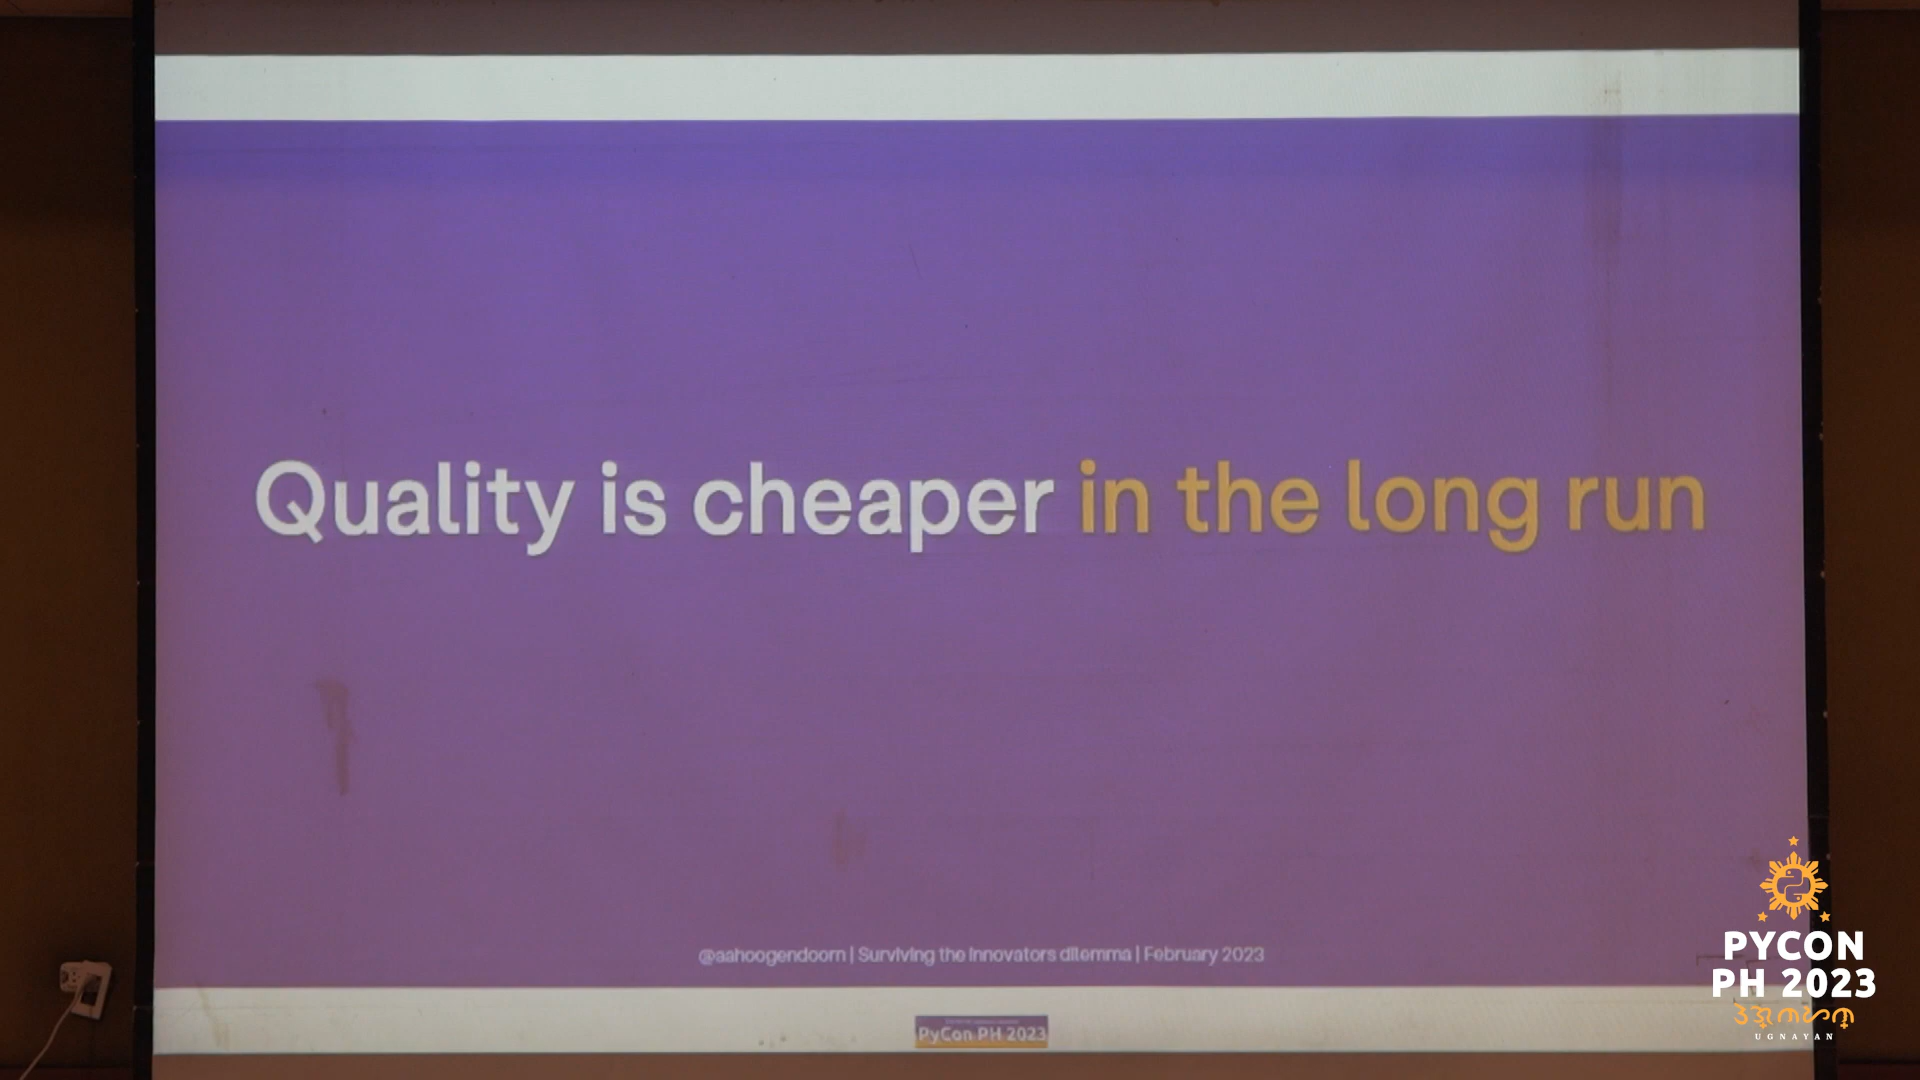 Quality is cheaper in the long run
@aahoogendoorn | Surviving the innovators dilemma | February 2023
PyCon PH 2023
PYCON
PH 2023
UGNAYAN